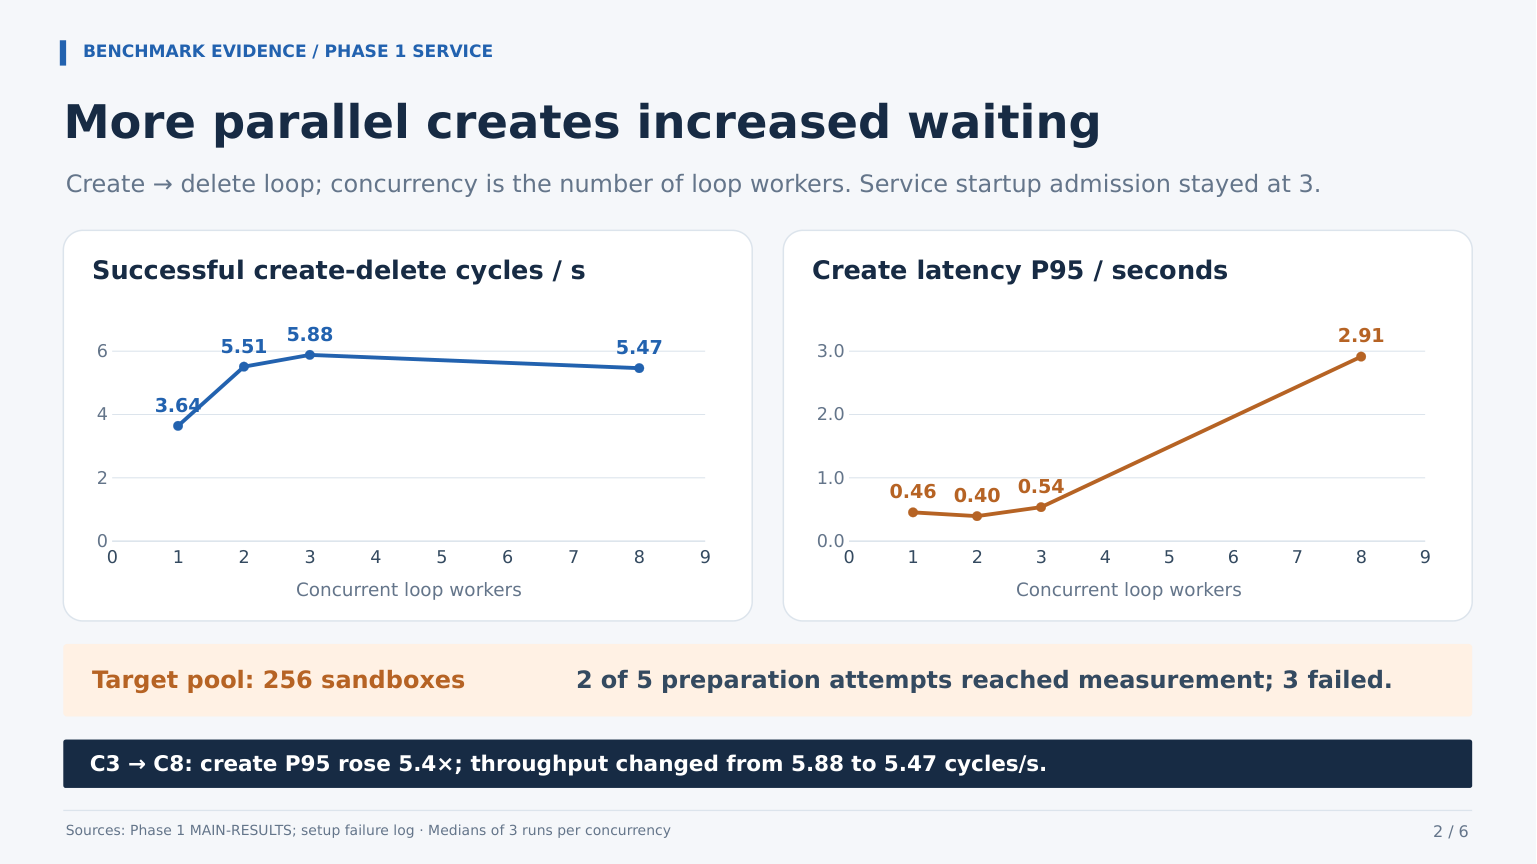 BENCHMARK EVIDENCE / PHASE 1 SERVICE
More parallel creates increased waiting
Create → delete loop; concurrency is the number of loop workers. Service startup admission stayed at 3.
Successful create-delete cycles / s
6
4
2
0
3.64
5.51
5.88
5.47
0 1 2 3 4 5 6 7 8 9
Concurrent loop workers
Create latency P95 / seconds
3.0
2.0
1.0
0.0
0.46
0.40
0.54
2.91
0 1 2 3 4 5 6 7 8 9
Concurrent loop workers
Target pool: 256 sandboxes
2 of 5 preparation attempts reached measurement; 3 failed.
C3 → C8: create P95 rose 5.4×; throughput changed from 5.88 to 5.47 cycles/s.
Sources: Phase 1 MAIN-RESULTS; setup failure log · Medians of 3 runs per concurrency
2 / 6